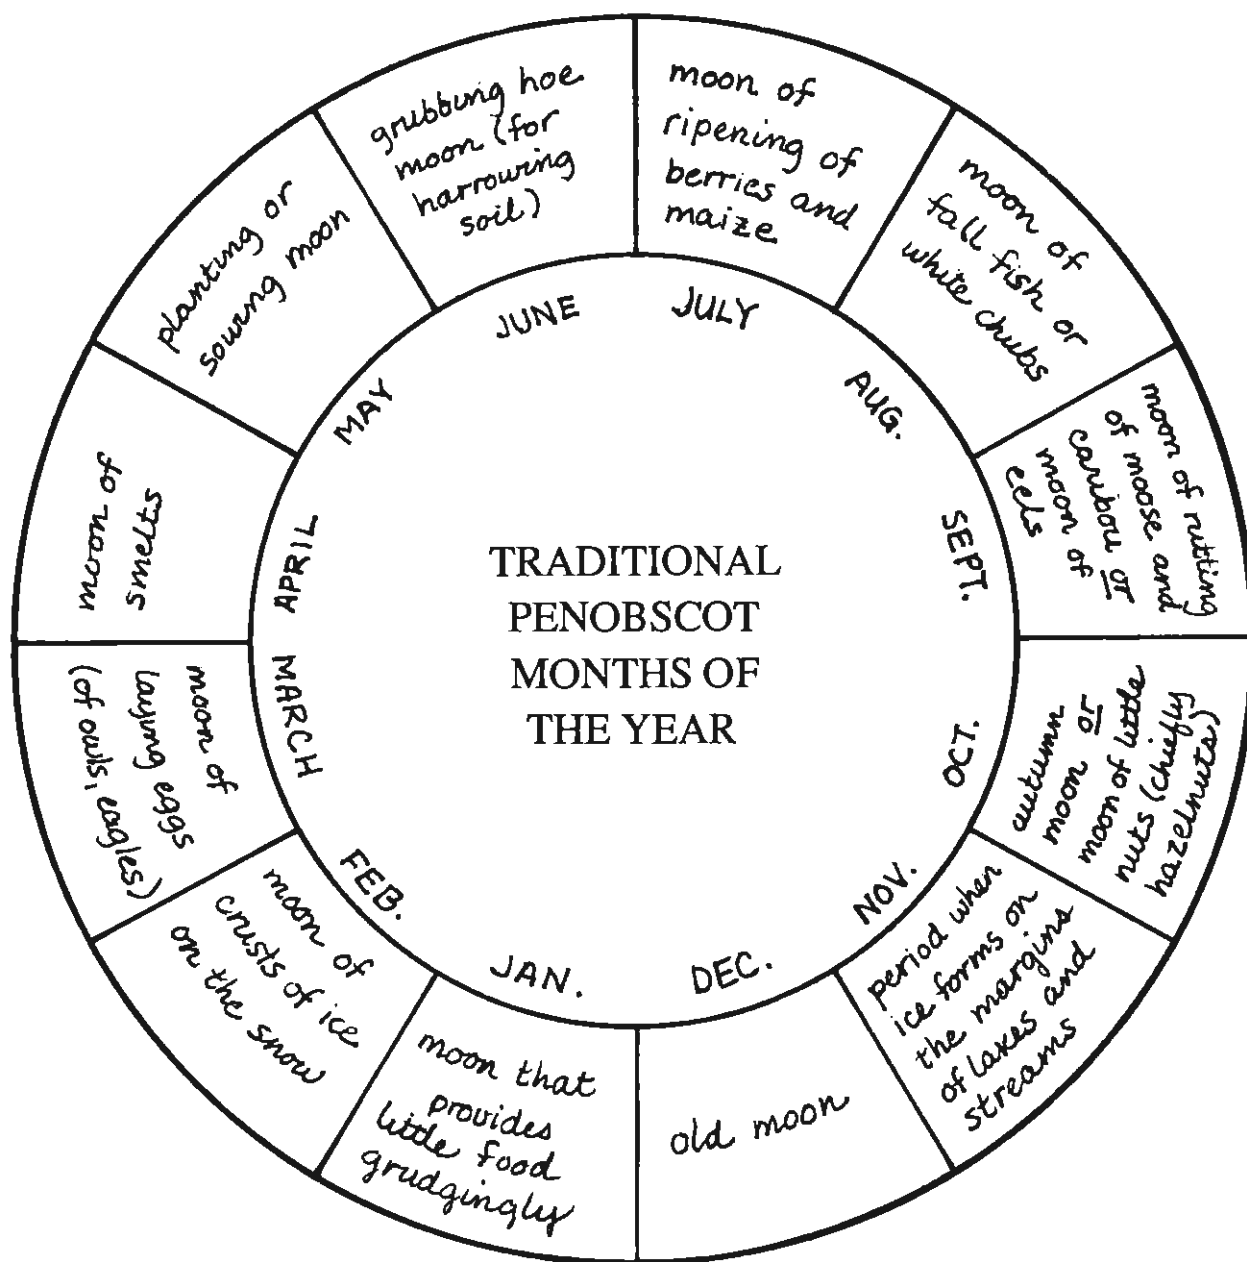 TRADITIONAL
PENOBSCOT
MONTHS OF
THE YEAR
JAN.
moon that
provides
little food
grudgingly
FEB.
moon of
crusts of ice
on the snow
MARCH
moon of
laying eggs
(of owls, eagles)
APRIL
moon of
smelts
MAY
planting or
sowing moon
JUNE
grubbing hoe
moon (for
harrowing
soil)
JULY
moon of
ripening of
berries and
maize
AUG.
moon of
fall fish or
white chubs
SEPT.
moon of rutting
of moose and
caribou or
moon of
eels
OCT.
autumn
moon or
moon of little
nuts (chiefly
hazelnuts)
NOV.
period when
ice forms on
the margins
of lakes and
streams
DEC.
old moon